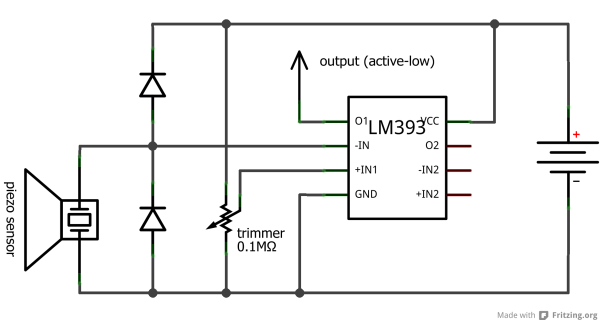 output (active-low)
O1
LM393
VCC
-IN
O2
+IN1
-IN2
GND
+IN2
+
-
piezo sensor
trimmer
0.1MΩ
Made with Fritzing.org